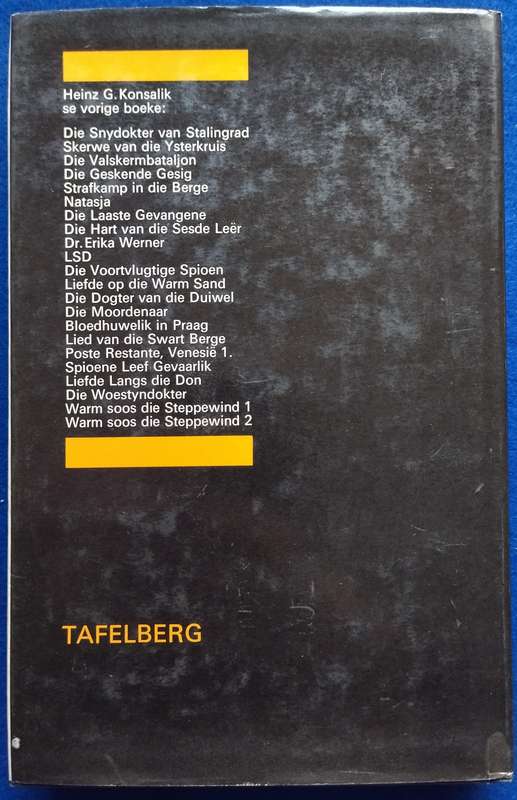 Heinz G. Konsalik
se vorige boeke:
Die Snydokter van Stalingrad
Skerwe van die Ysterkruis
Die Valskermbataljon
Die Geskende Gesig
Strafkamp in die Berge
Natasja
Die Laaste Gevangene
Die Hart van die Sesde Leër
Dr. Erika Werner
LSD
Die Voortvlugtige Spioen
Liefde op die Warm Sand
Die Dogter van die Duiwel
Die Moordenaar
Bloedhuwelik in Praag
Lied van die Swart Berge
Poste Restante, Venesië 1.
Spioene Leef Gevaarlik
Liefde Langs die Don
Die Woestyndokter
Warm soos die Steppewind 1
Warm soos die Steppewind 2
TAFELBERG